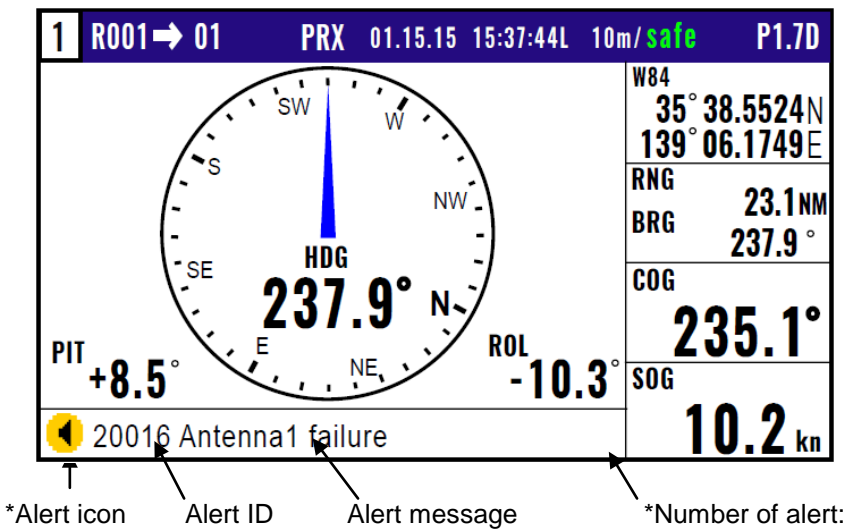 1 R001➔ 01 PRX 01.15.15 15:37:44L 10m/safe P1.7D
W84
35° 38.5524N
139° 06.1749E
RNG 23.1NM
BRG 237.9°
COG
235.1°
SOG
10.2 kn
SW
W
S
NW
SE
HDG
237.9°
N
E
NE
PIT
+8.5°
ROL
-10.3°
20016 Antenna1 failure
*Alert icon Alert ID Alert message *Number of alert: